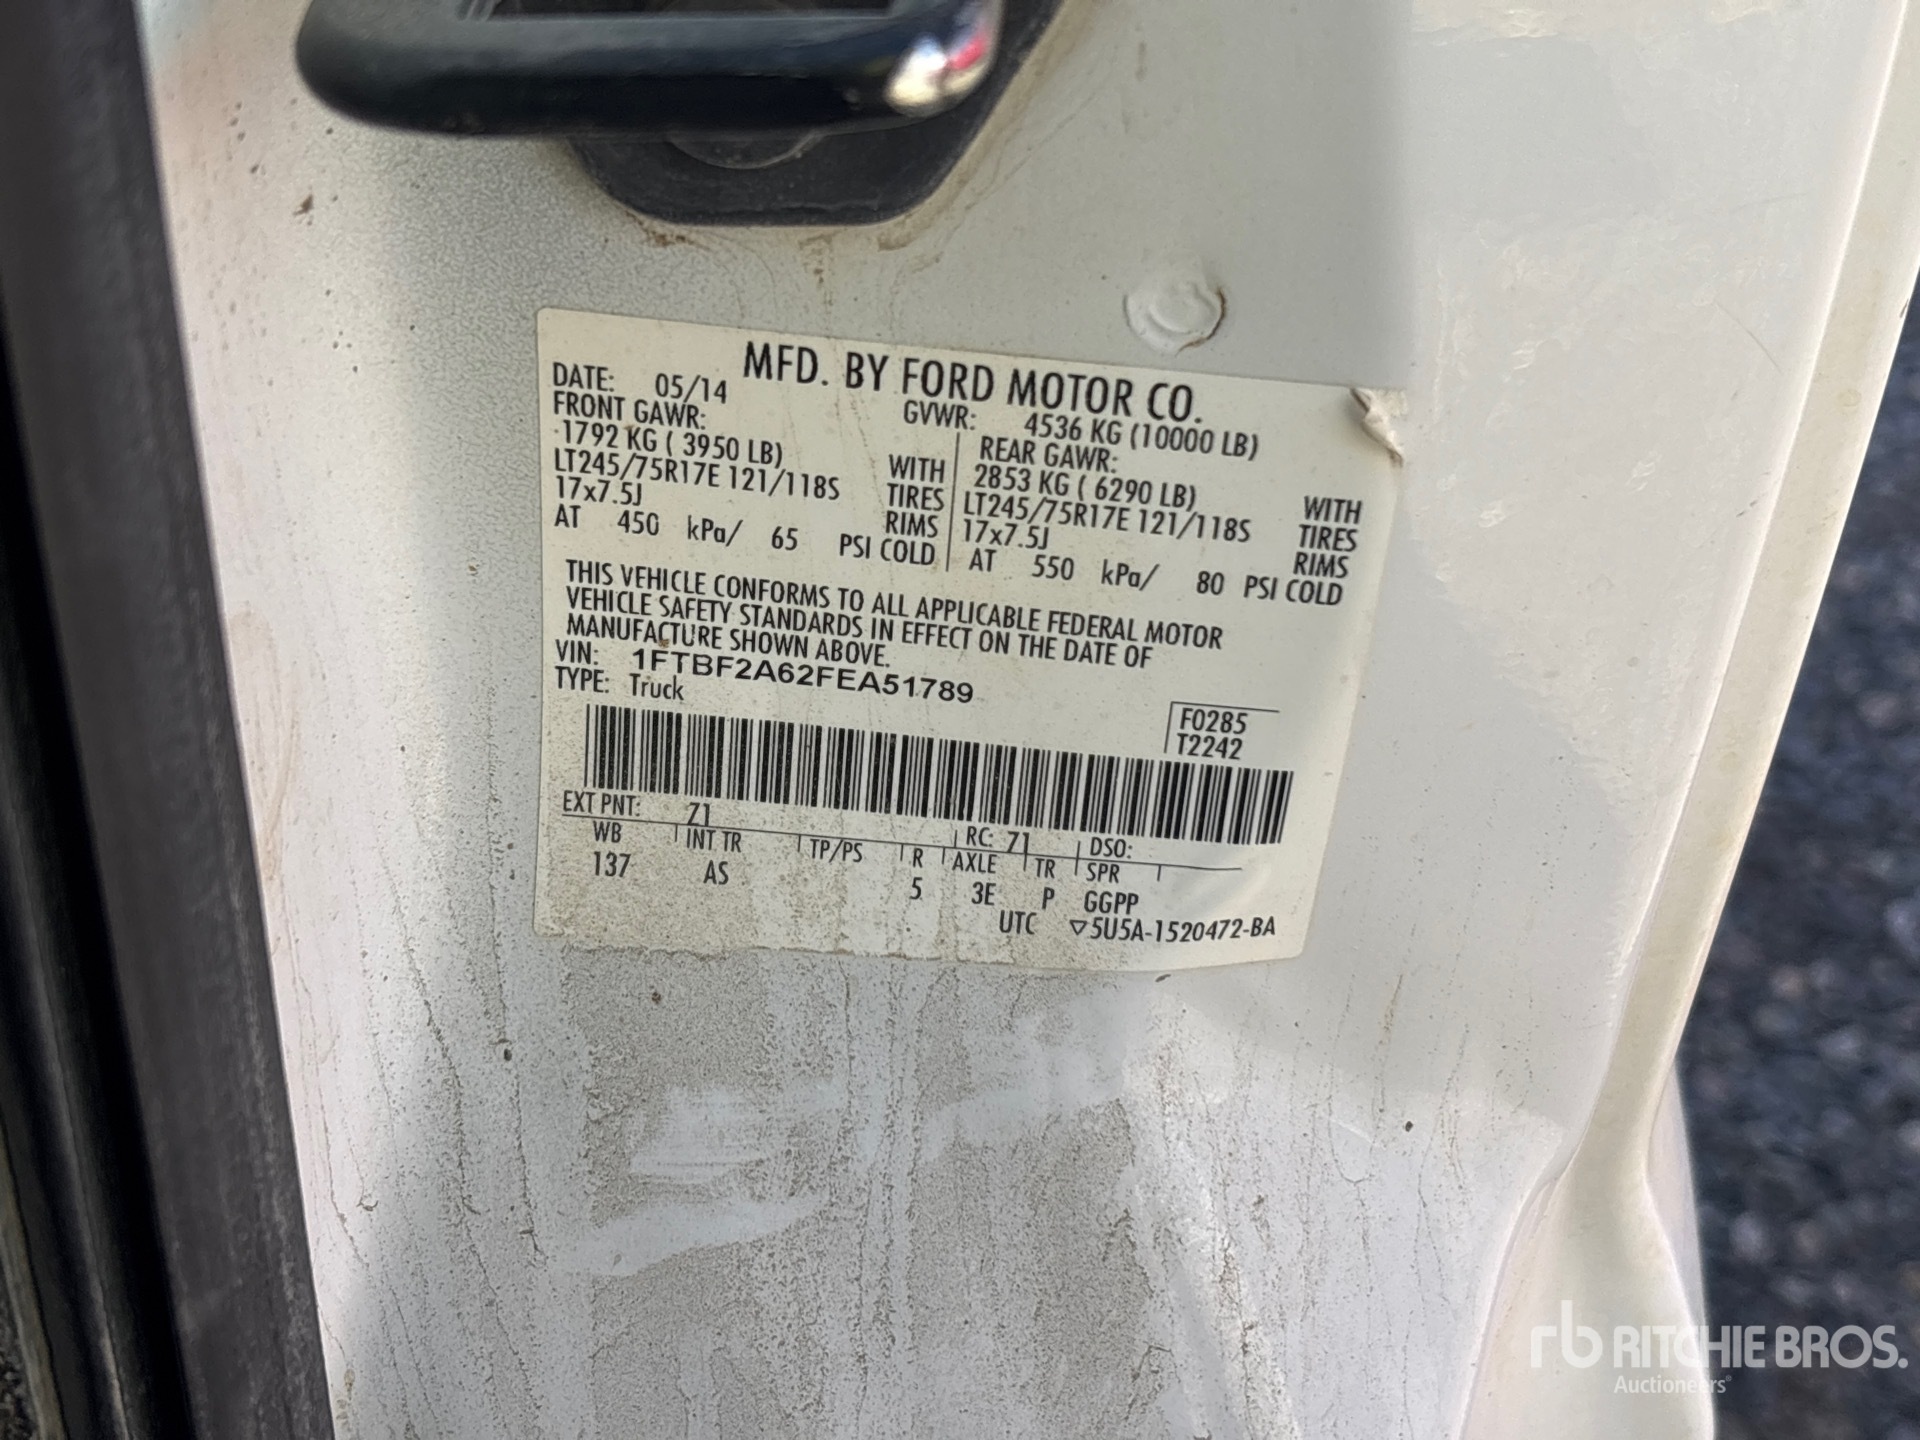 MFD. BY FORD MOTOR CO.
DATE: 05/14
GVWR: 4536 KG (10000 LB)
FRONT GAWR:
1792 KG ( 3950 LB) WITH
LT245/75R17E 121/118S TIRES
17x7.5J RIMS
AT 450 kPa/ 65 PSI COLD
REAR GAWR:
2853 KG ( 6290 LB) WITH
LT245/75R17E 121/118S TIRES
17x7.5J RIMS
AT 550 kPa/ 80 PSI COLD
THIS VEHICLE CONFORMS TO ALL APPLICABLE FEDERAL MOTOR
VEHICLE SAFETY STANDARDS IN EFFECT ON THE DATE OF
MANUFACTURE SHOWN ABOVE.
VIN: 1FTBF2A62FEA51789
TYPE: Truck
F0285
T2242
EXT PNT: Z1 RC: 71 DSO:
WB INT TR TP/PS R AXLE TR SPR
137 AS 5 3E P GGPP
UTC ▽5U5A-1520472-BA
rb RITCHIE BROS.
Auctioneers